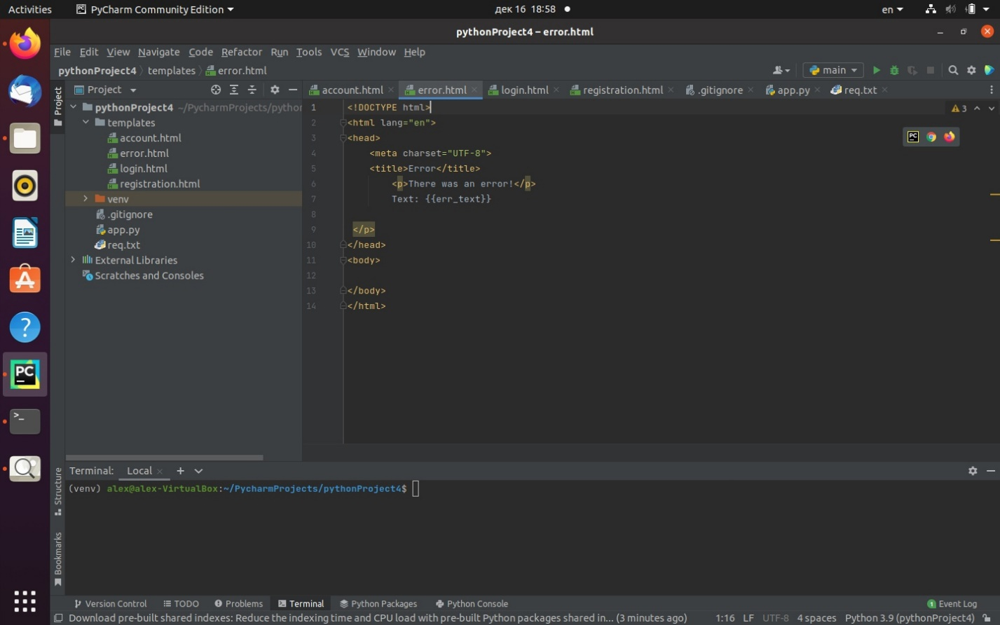 Activities PyCharm Community Edition дек 16 18:58 en
pythonProject4 – error.html
File Edit View Navigate Code Refactor Run Tools VCS Window Help
pythonProject4 templates error.html main
Project account.html error.html login.html registration.html .gitignore app.py req.txt
Project
pythonProject4 ~/PycharmProjects/python
templates
account.html
error.html
login.html
registration.html
venv
.gitignore
app.py
req.txt
External Libraries
Scratches and Consoles
1 <!DOCTYPE html>
3
2 <html lang="en">
3 <head>
4 <meta charset="UTF-8">
5 <title>Error</title>
6 <p>There was an error!</p>
7 Text: {{err_text}}
8
9 </p>
10 </head>
11 <body>
12
13 </body>
14 </html>
Terminal: Local
(venv) alex@alex-VirtualBox:~/PycharmProjects/pythonProject4$
Structure
Bookmarks
Version Control TODO Problems Terminal Python Packages Python Console 1 Event Log
Download pre-built shared indexes: Reduce the indexing time and CPU load with pre-built Python packages shared in... (3 minutes ago) 1:16 LF UTF-8 4 spaces Python 3.9 (pythonProject4)